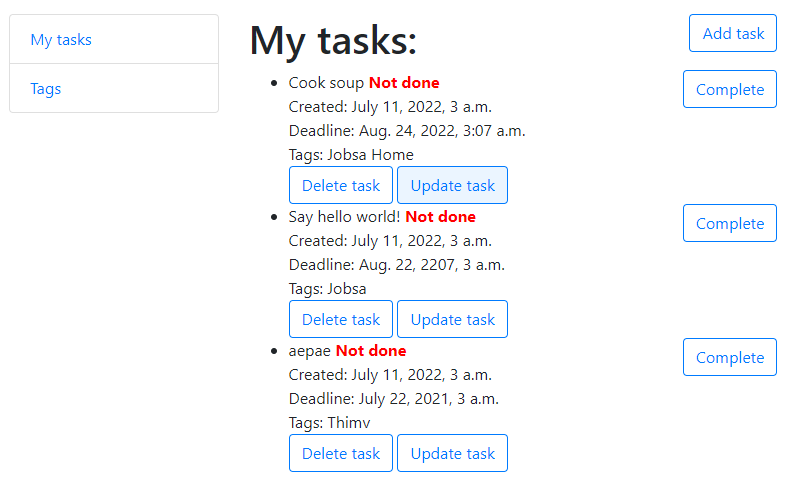 My tasks
Tags
My tasks:
Add task
Cook soup Not done
Complete
Created: July 11, 2022, 3 a.m.
Deadline: Aug. 24, 2022, 3:07 a.m.
Tags: Jobsa Home
Delete task Update task
Say hello world! Not done
Complete
Created: July 11, 2022, 3 a.m.
Deadline: Aug. 22, 2207, 3 a.m.
Tags: Jobsa
Delete task Update task
aepae Not done
Complete
Created: July 11, 2022, 3 a.m.
Deadline: July 22, 2021, 3 a.m.
Tags: Thimv
Delete task Update task